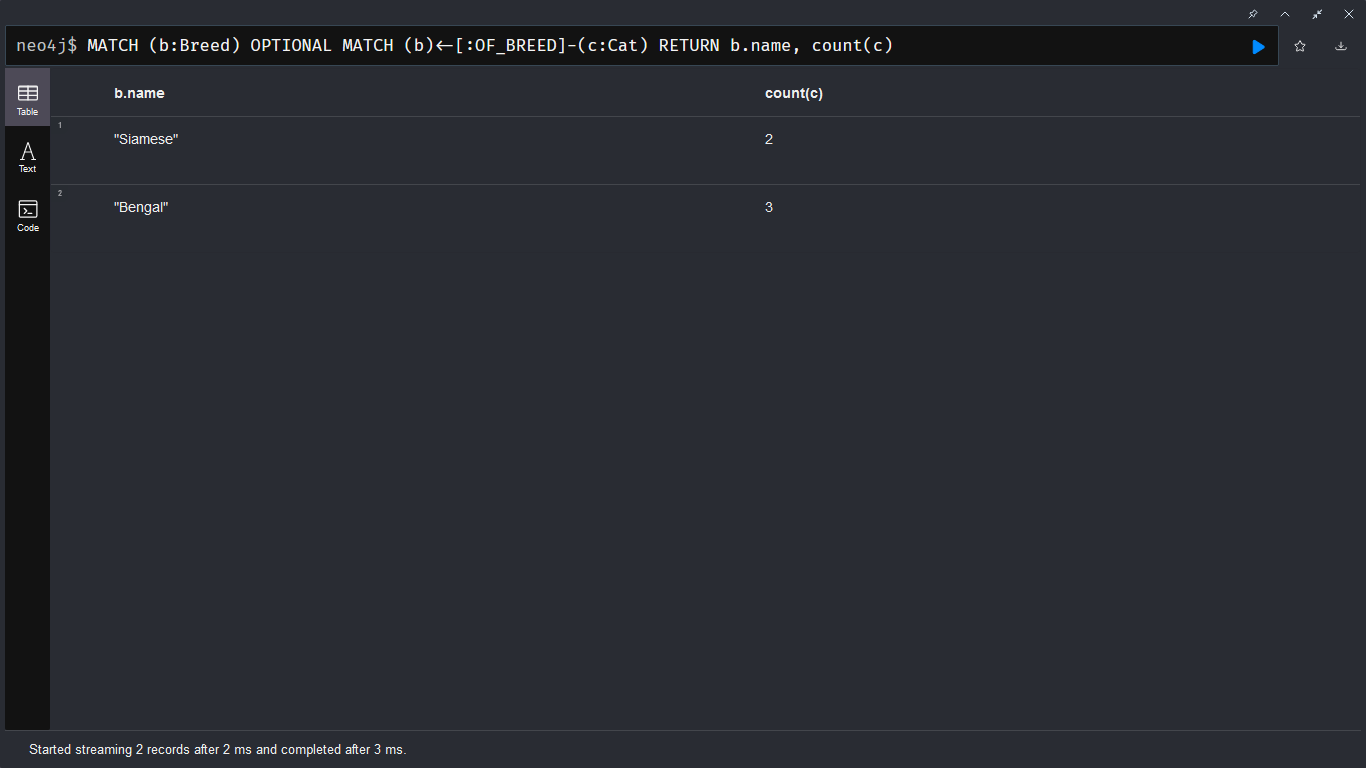 neo4j$ MATCH (b:Breed) OPTIONAL MATCH (b)<-[:OF_BREED]-(c:Cat) RETURN b.name, count(c)
Table
Text
Code
b.name count(c)
1 "Siamese" 2
2 "Bengal" 3
Started streaming 2 records after 2 ms and completed after 3 ms.